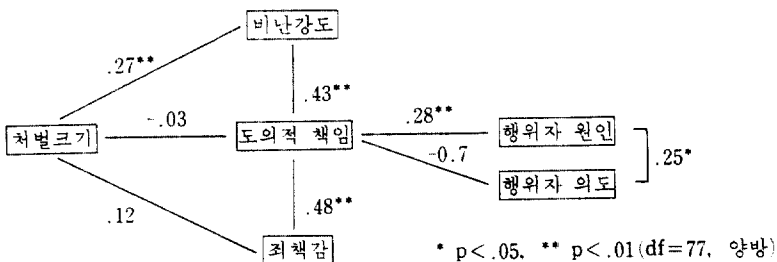 비난강도
.27**
.43**
처벌크기
-.03
도의적 책임
.28**
행위자 원인
-0.7
.25*
행위자 의도
.12
.48**
죄책감
* p<.05, ** p<.01(df=77, 양방)